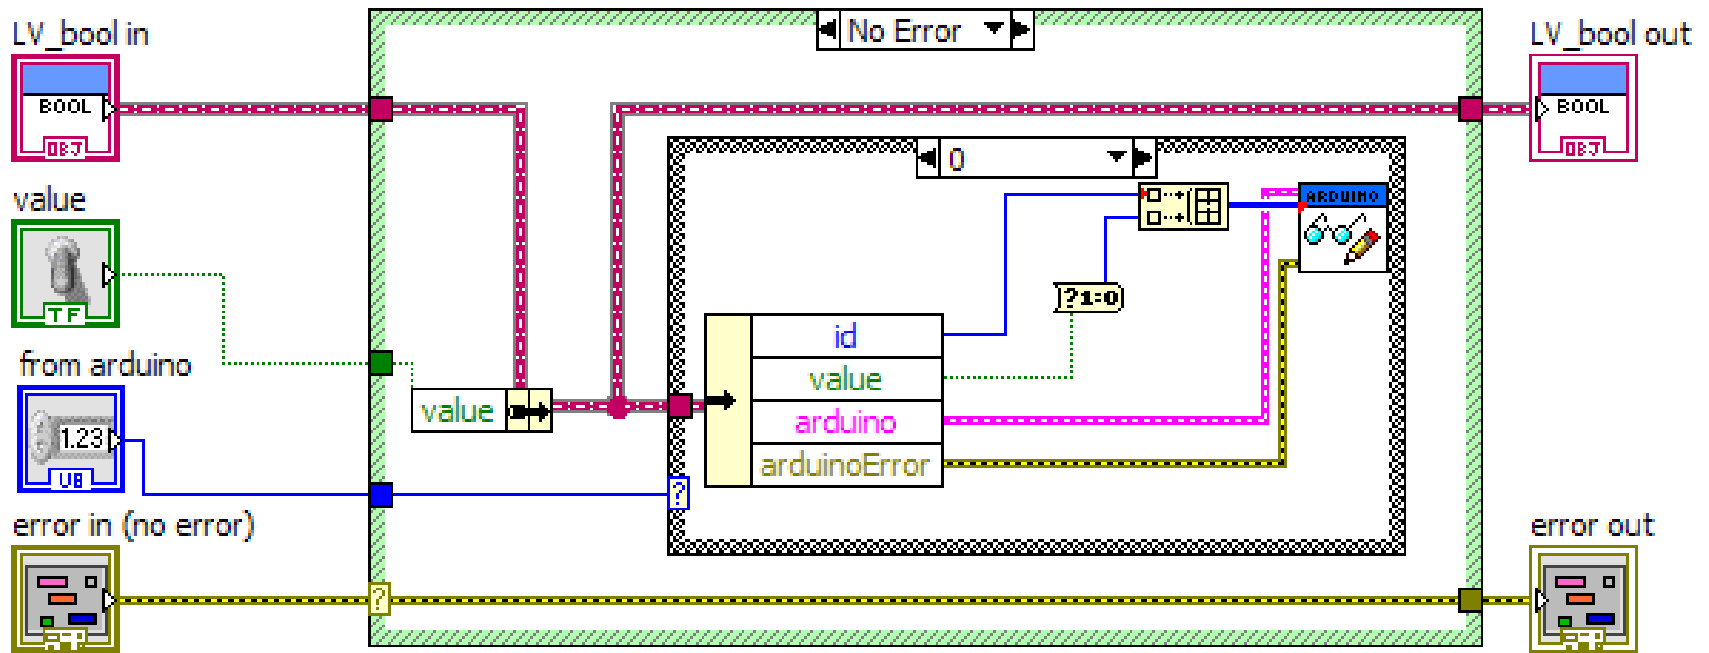 No Error
LV_bool in
LV_bool out
BOOL
OBJ
BOOL
OBJ
0
value
TF
ARDUINO
?1:0
id
value
arduino
arduinoError
from arduino
1.23
U8
value
?
error in (no error)
error out
?